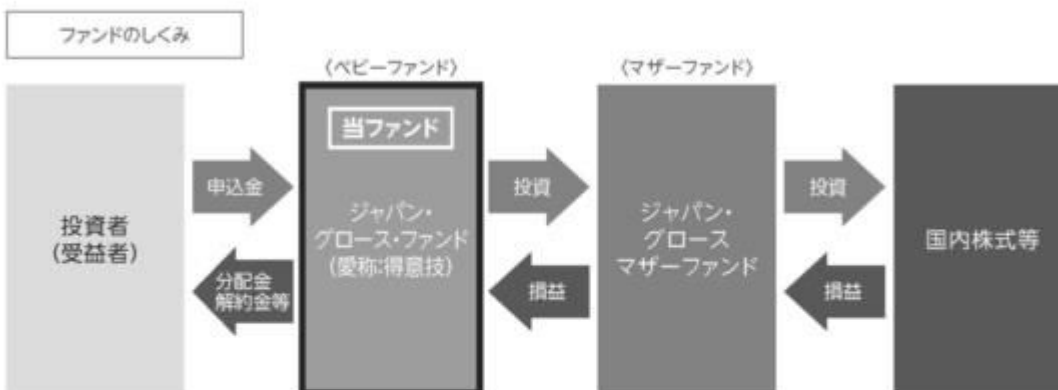 ファンドのしくみ
〈ベビーファンド〉
〈マザーファンド〉
投資者
(受益者)
申込金
分配金
解約金等
当ファンド
ジャパン・
グロース・ファンド
(愛称:得意技)
投資
損益
ジャパン・
グロース
マザーファンド
投資
損益
国内株式等